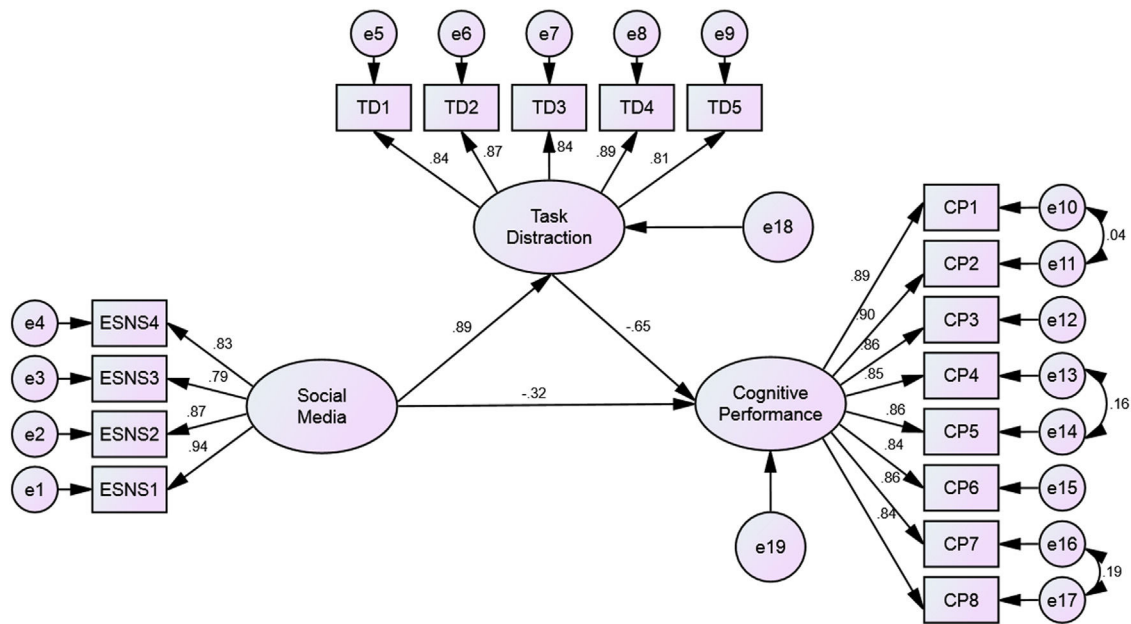 e5 e6 e7 e8 e9
TD1 TD2 TD3 TD4 TD5
.84 .87 .84 .89 .81
Task
Distraction
e18
CP1 e10
.04
CP2 e11
CP3 e12
CP4 e13
.16
CP5 e14
CP6 e15
CP7 e16
.19
CP8 e17
.89
.90
.86
.85
.86
.84
.86
.84
e4 ESNS4
e3 ESNS3
e2 ESNS2
e1 ESNS1
.83
.79
.87
.94
Social
Media
.89
-.65
-.32
Cognitive
Performance
e19